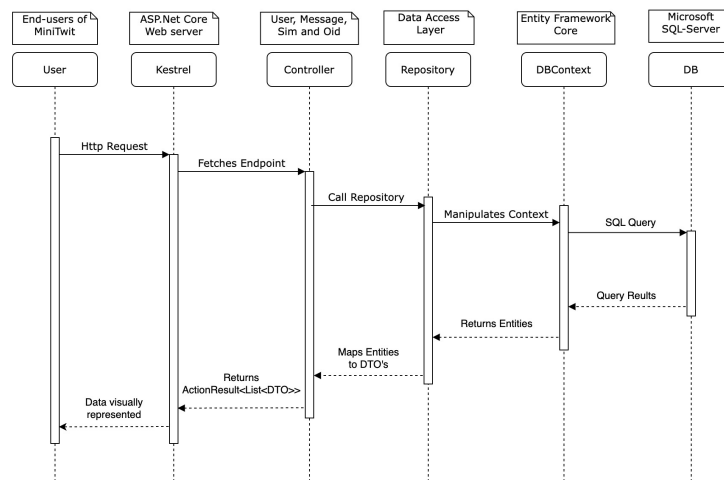 End-users of
MiniTwit
ASP.Net Core
Web server
User, Message,
Sim and Oid
Data Access
Layer
Entity Framework
Core
Microsoft
SQL-Server
User
Kestrel
Controller
Repository
DBContext
DB
Http Request
Fetches Endpoint
Call Repository
Manipulates Context
SQL Query
Query Reults
Returns Entities
Maps Entities
to DTO's
Returns
ActionResult<List<DTO>>
Data visually
represented